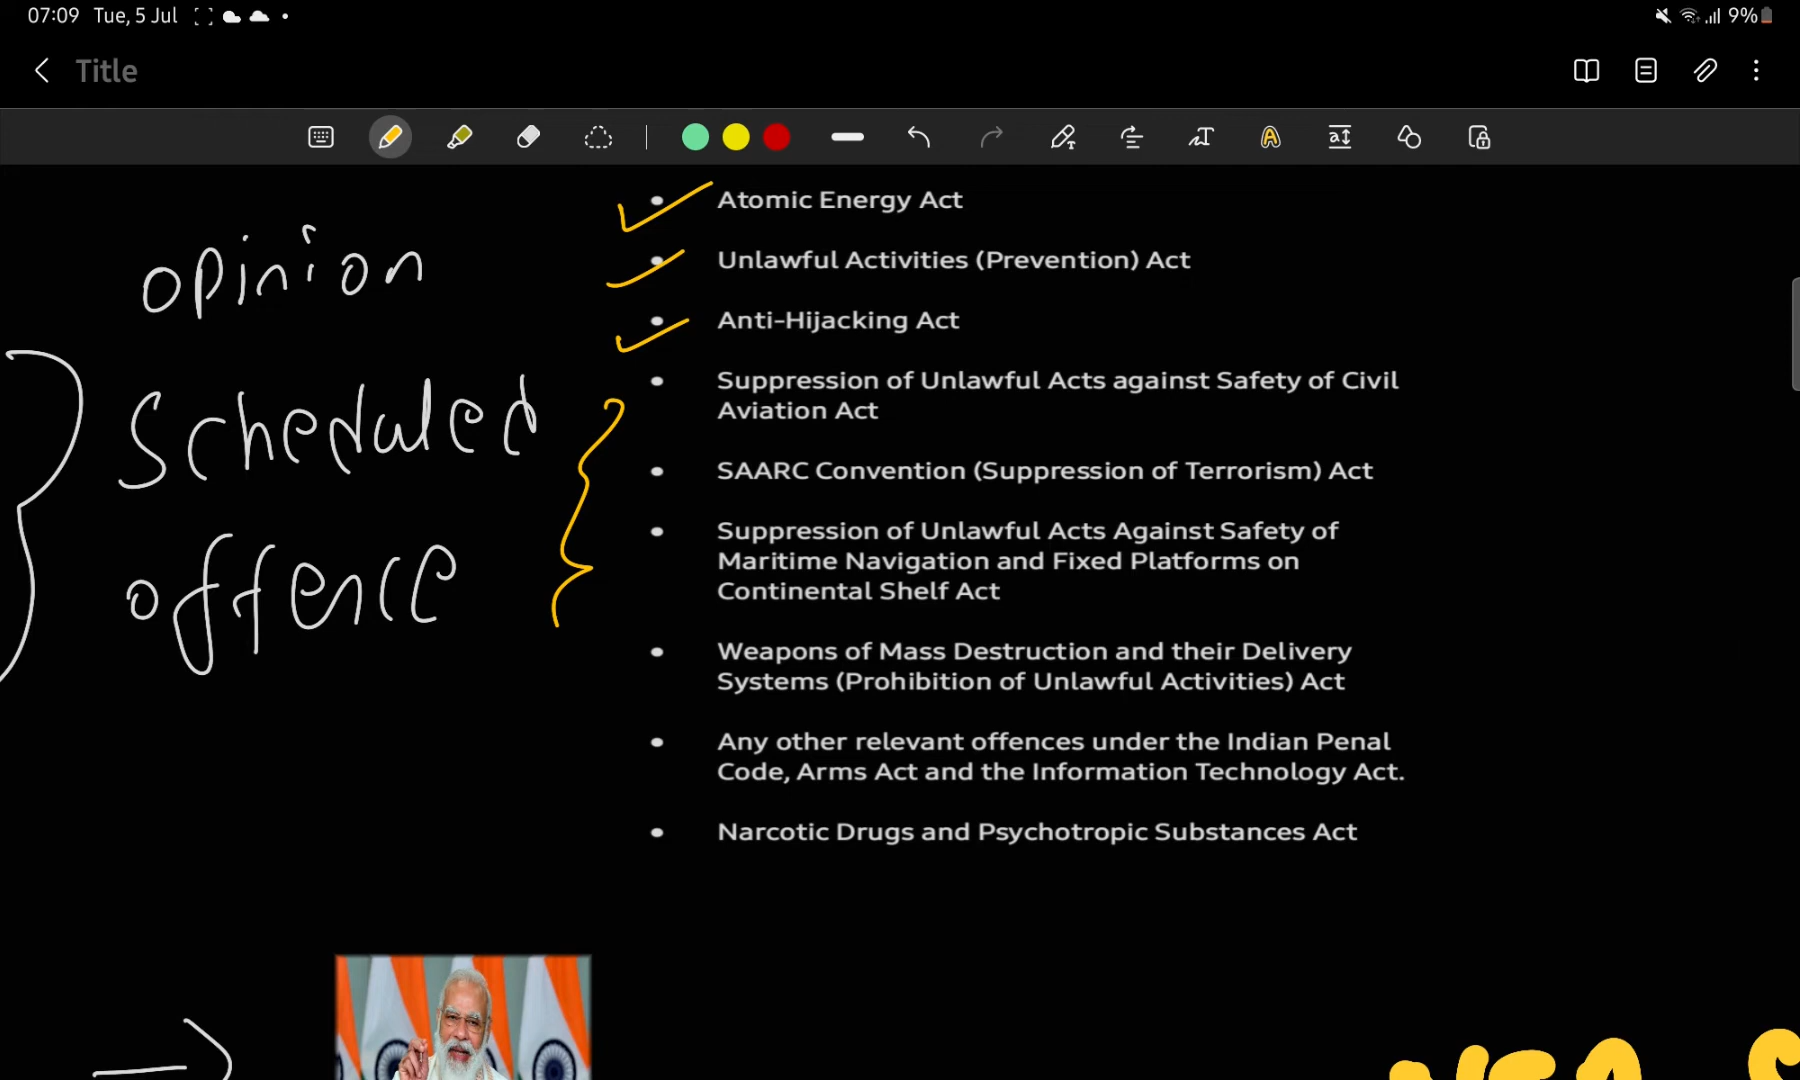 07:09 Tue, 5 Jul
9%
Title
opinion
Scheduled
offence
Atomic Energy Act
Unlawful Activities (Prevention) Act
Anti-Hijacking Act
Suppression of Unlawful Acts against Safety of Civil
Aviation Act
SAARC Convention (Suppression of Terrorism) Act
Suppression of Unlawful Acts Against Safety of
Maritime Navigation and Fixed Platforms on
Continental Shelf Act
Weapons of Mass Destruction and their Delivery
Systems (Prohibition of Unlawful Activities) Act
Any other relevant offences under the Indian Penal
Code, Arms Act and the Information Technology Act.
Narcotic Drugs and Psychotropic Substances Act